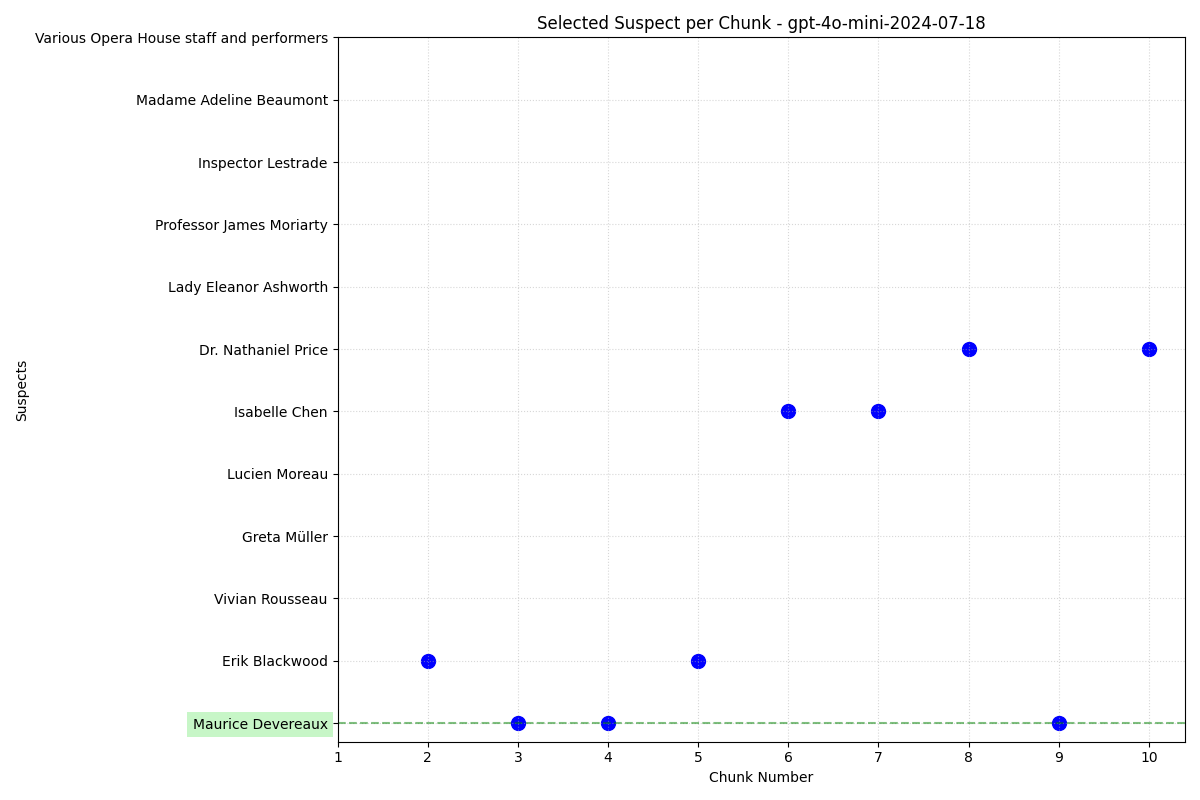 Selected Suspect per Chunk - gpt-4o-mini-2024-07-18
Various Opera House staff and performers
Madame Adeline Beaumont
Inspector Lestrade
Professor James Moriarty
Lady Eleanor Ashworth
Dr. Nathaniel Price
Isabelle Chen
Lucien Moreau
Greta Müller
Vivian Rousseau
Erik Blackwood
Maurice Devereaux
Suspects
1 2 3 4 5 6 7 8 9 10
Chunk Number